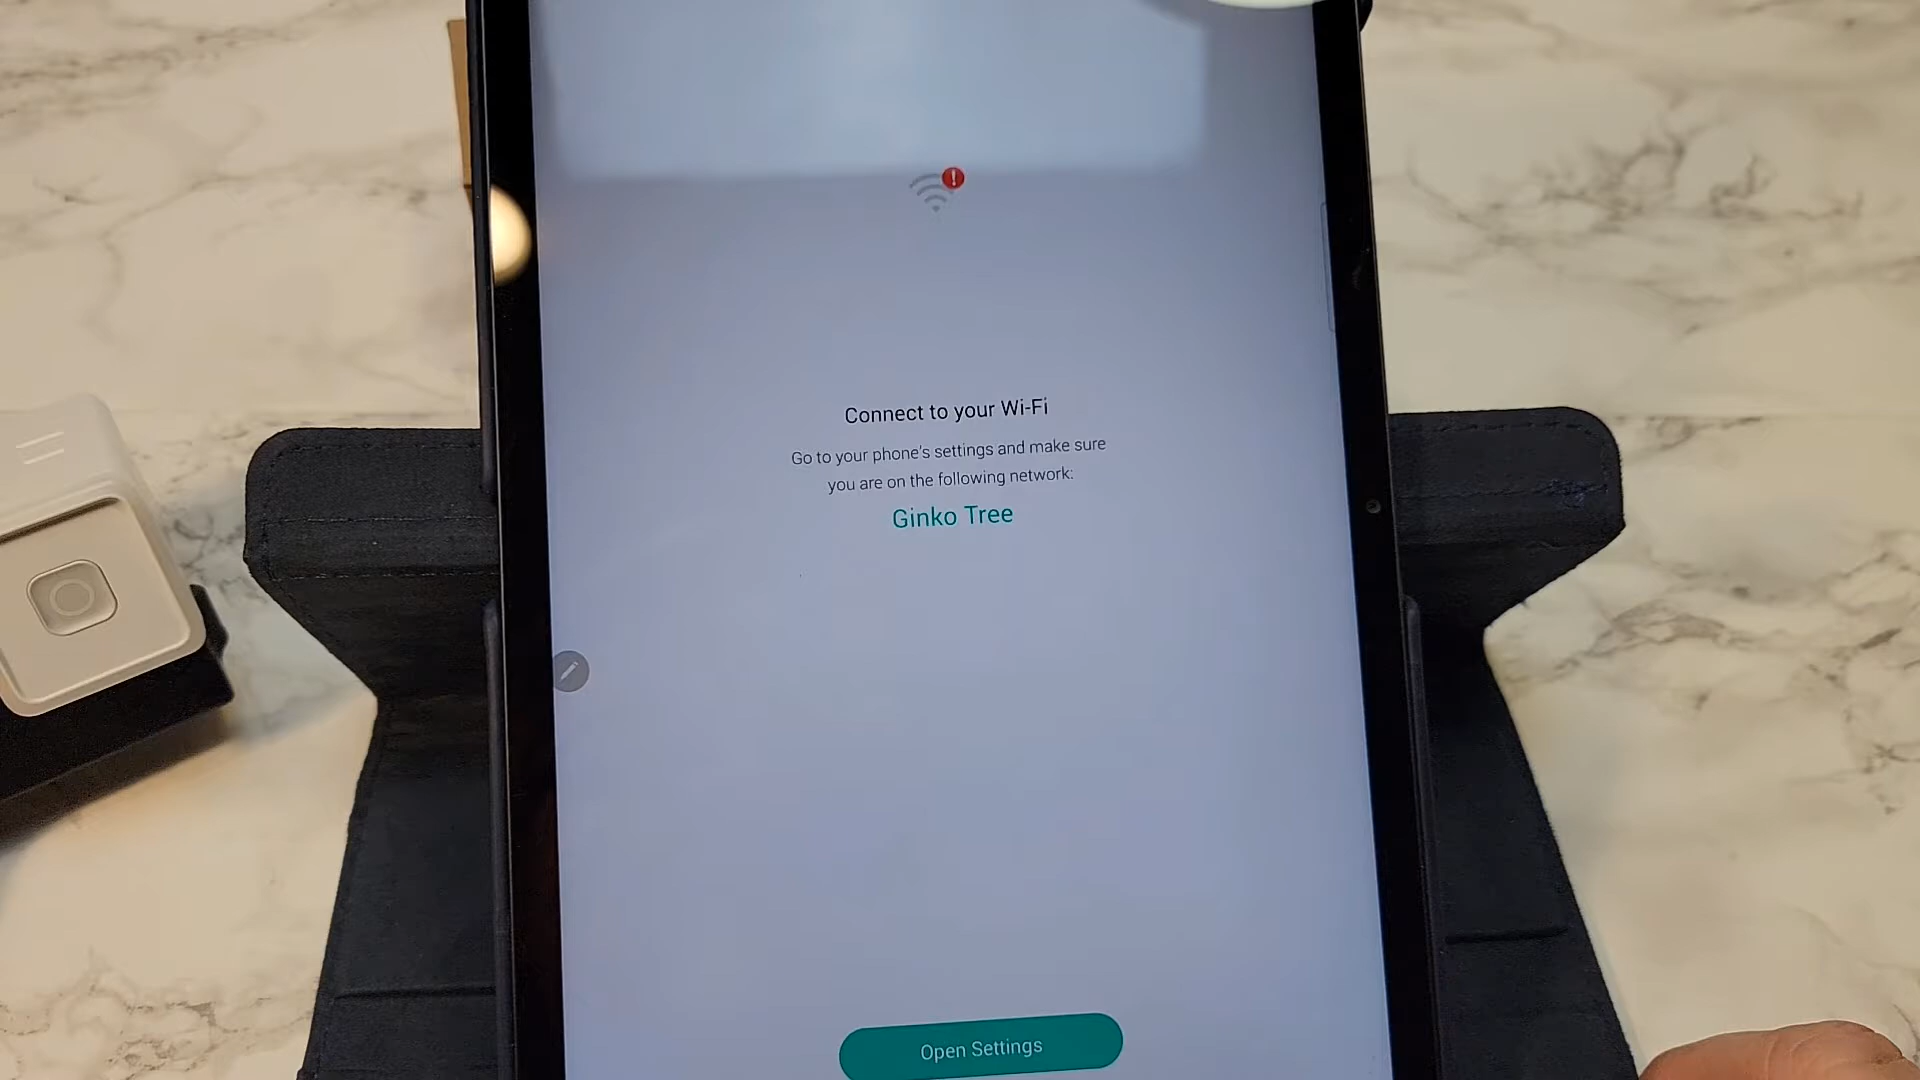 Connect to your Wi-Fi
Go to your phone's settings and make sure
you are on the following network:
Ginko Tree
Open Settings